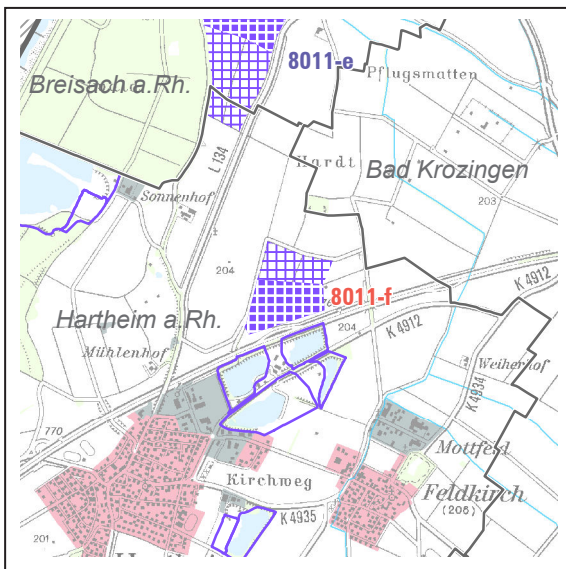 8011-e
Pflugsmatten
Breisach a.Rh.
L 134
Hardt
Bad Krozingen
Sonnenhof
203
204
K 4912
8011-f
Hartheim a.Rh.
204
K 4912
Mühlenhof
Weiherhof
K 4934
770
Mottfeld
Kirchweg
Feldkirch
(206)
K 4935
201